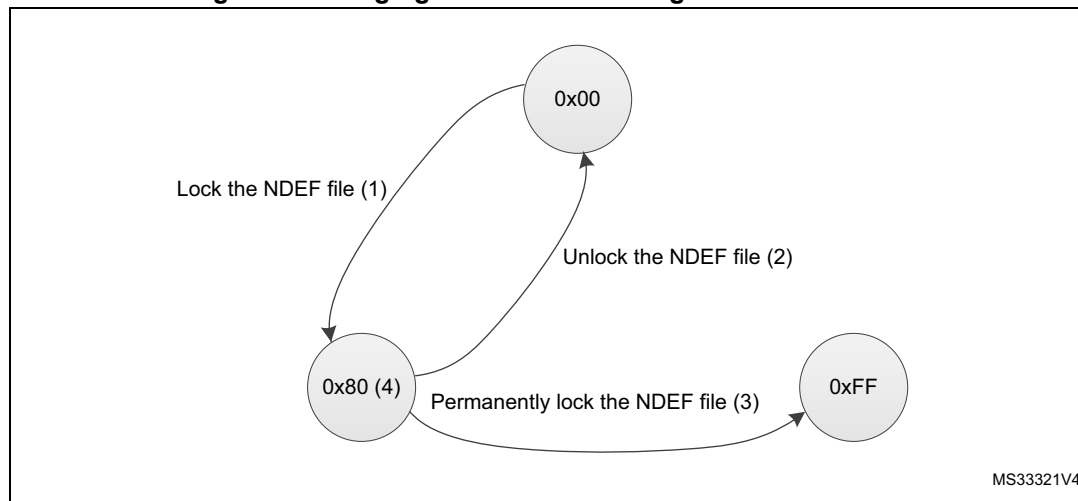 0x00
Lock the NDEF file (1)
Unlock the NDEF file (2)
0x80 (4)
Permanently lock the NDEF file (3)
0xFF
MS33321V4